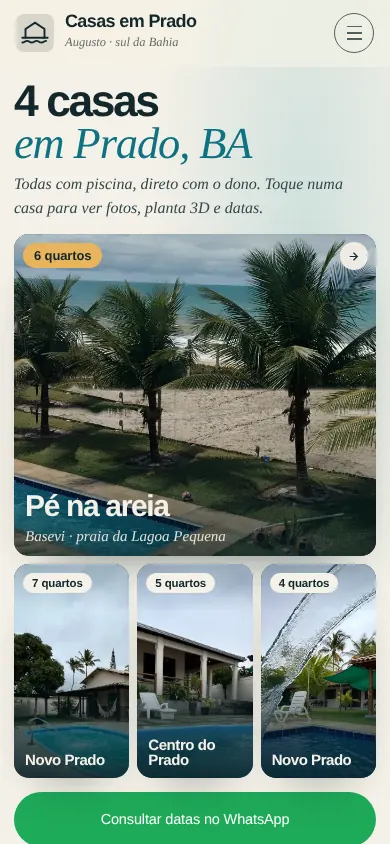 Casas em Prado
Augusto · sul da Bahia
4 casas
em Prado, BA
Todas com piscina, direto com o dono. Toque numa
casa para ver fotos, planta 3D e datas.
6 quartos
Pé na areia
Basevi · praia da Lagoa Pequena
7 quartos
Novo Prado
5 quartos
Centro do
Prado
4 quartos
Novo Prado
Consultar datas no WhatsApp